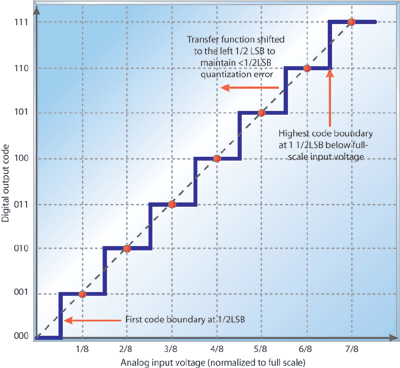 111
Transfer function shifted
to the left 1/2 LSB to
maintain <1/2LSB
quantization error
110
101
Highest code boundary
at 1 1/2LSB below full-
scale input voltage
100
Digital output code
011
010
001
First code boundary at 1/2LSB
000
1/8 2/8 3/8 4/8 5/8 6/8 7/8
Analog input voltage (normalized to full scale)